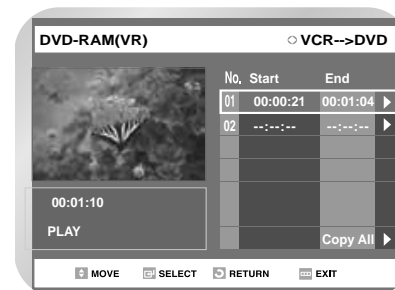 DVD-RAM(VR) VCR-->DVD
No. Start End
01 00:00:21 00:01:04
02 --:--:-- --:--:--
00:01:10
PLAY
Copy All
MOVE SELECT RETURN EXIT